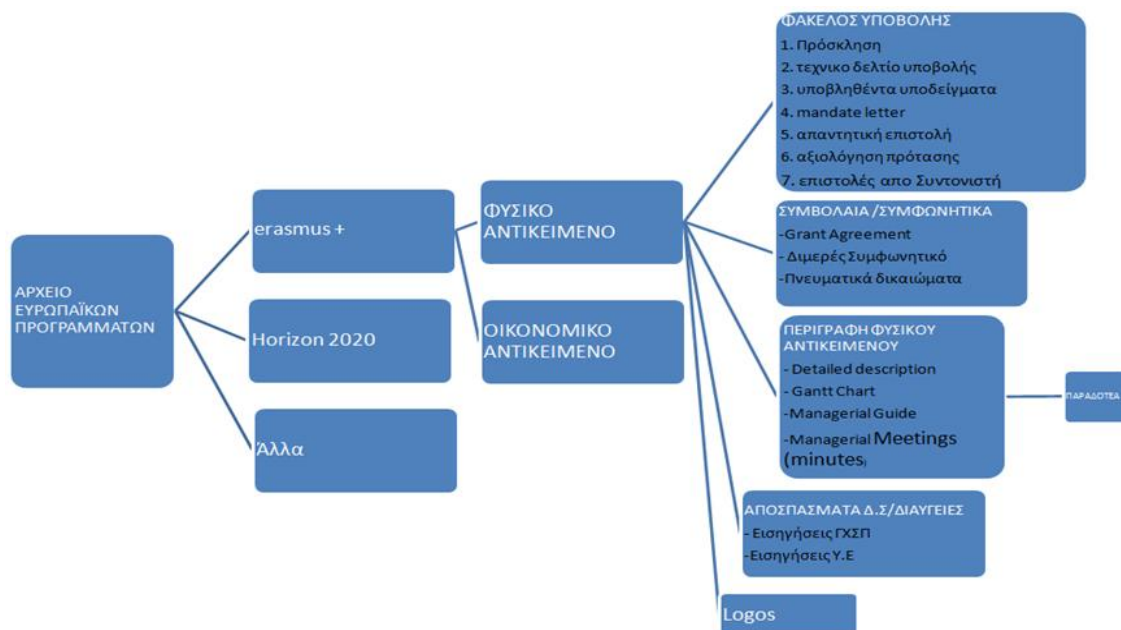 ΑΡΧΕΙΟ
ΕΥΡΩΠΑΪΚΩΝ
ΠΡΟΓΡΑΜΜΑΤΩΝ
erasmus +
Horizon 2020
Άλλα
ΦΥΣΙΚΟ
ΑΝΤΙΚΕΙΜΕΝΟ
ΟΙΚΟΝΟΜΙΚΟ
ΑΝΤΙΚΕΙΜΕΝΟ
ΦΑΚΕΛΟΣ ΥΠΟΒΟΛΗΣ
1. Πρόσκληση
2. τεχνικο δελτίο υποβολής
3. υποβληθέντα υποδείγματα
4. mandate letter
5. απαντητική επιστολή
6. αξιολόγηση πρότασης
7. επιστολές απο Συντονιστή
ΣΥΜΒΟΛΑΙΑ /ΣΥΜΦΩΝΗΤΙΚΑ
-Grant Agreement
- Διμερές Συμφωνητικό
-Πνευματικά δικαιώματα
ΠΕΡΙΓΡΑΦΗ ΦΥΣΙΚΟΥ
ΑΝΤΙΚΕΙΜΕΝΟΥ
- Detailed description
- Gantt Chart
-Managerial Guide
-Managerial Meetings
(minutes)
ΠΑΡΑΔΟΤΕΑ
ΑΠΟΣΠΑΣΜΑΤΑ Δ.Σ/ΔΙΑΥΓΕΙΕΣ
- Εισηγήσεις ΓΧΣΠ
-Εισηγήσεις Υ.Ε
Logos